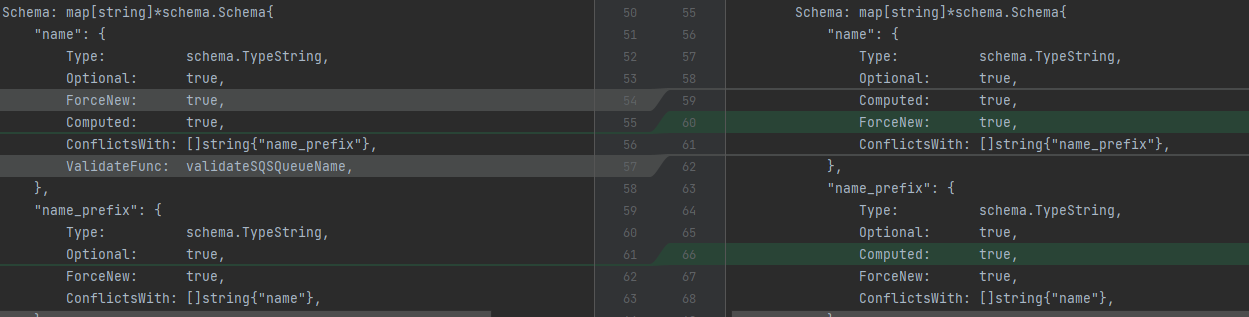 Schema: map[string]*schema.Schema{ 50 55 Schema: map[string]*schema.Schema{
"name": { 51 56 "name": {
Type: schema.TypeString, 52 57 Type: schema.TypeString,
Optional: true, 53 58 Optional: true,
ForceNew: true, 54 59 Computed: true,
Computed: true, 55 60 ForceNew: true,
ConflictsWith: []string{"name_prefix"}, 56 61 ConflictsWith: []string{"name_prefix"},
ValidateFunc: validateSQSQueueName, 57 62 },
}, 58 63 "name_prefix": {
"name_prefix": { 59 64 Type: schema.TypeString,
Type: schema.TypeString, 60 65 Optional: true,
Optional: true, 61 66 Computed: true,
ForceNew: true, 62 67 ForceNew: true,
ConflictsWith: []string{"name"}, 63 68 ConflictsWith: []string{"name"},